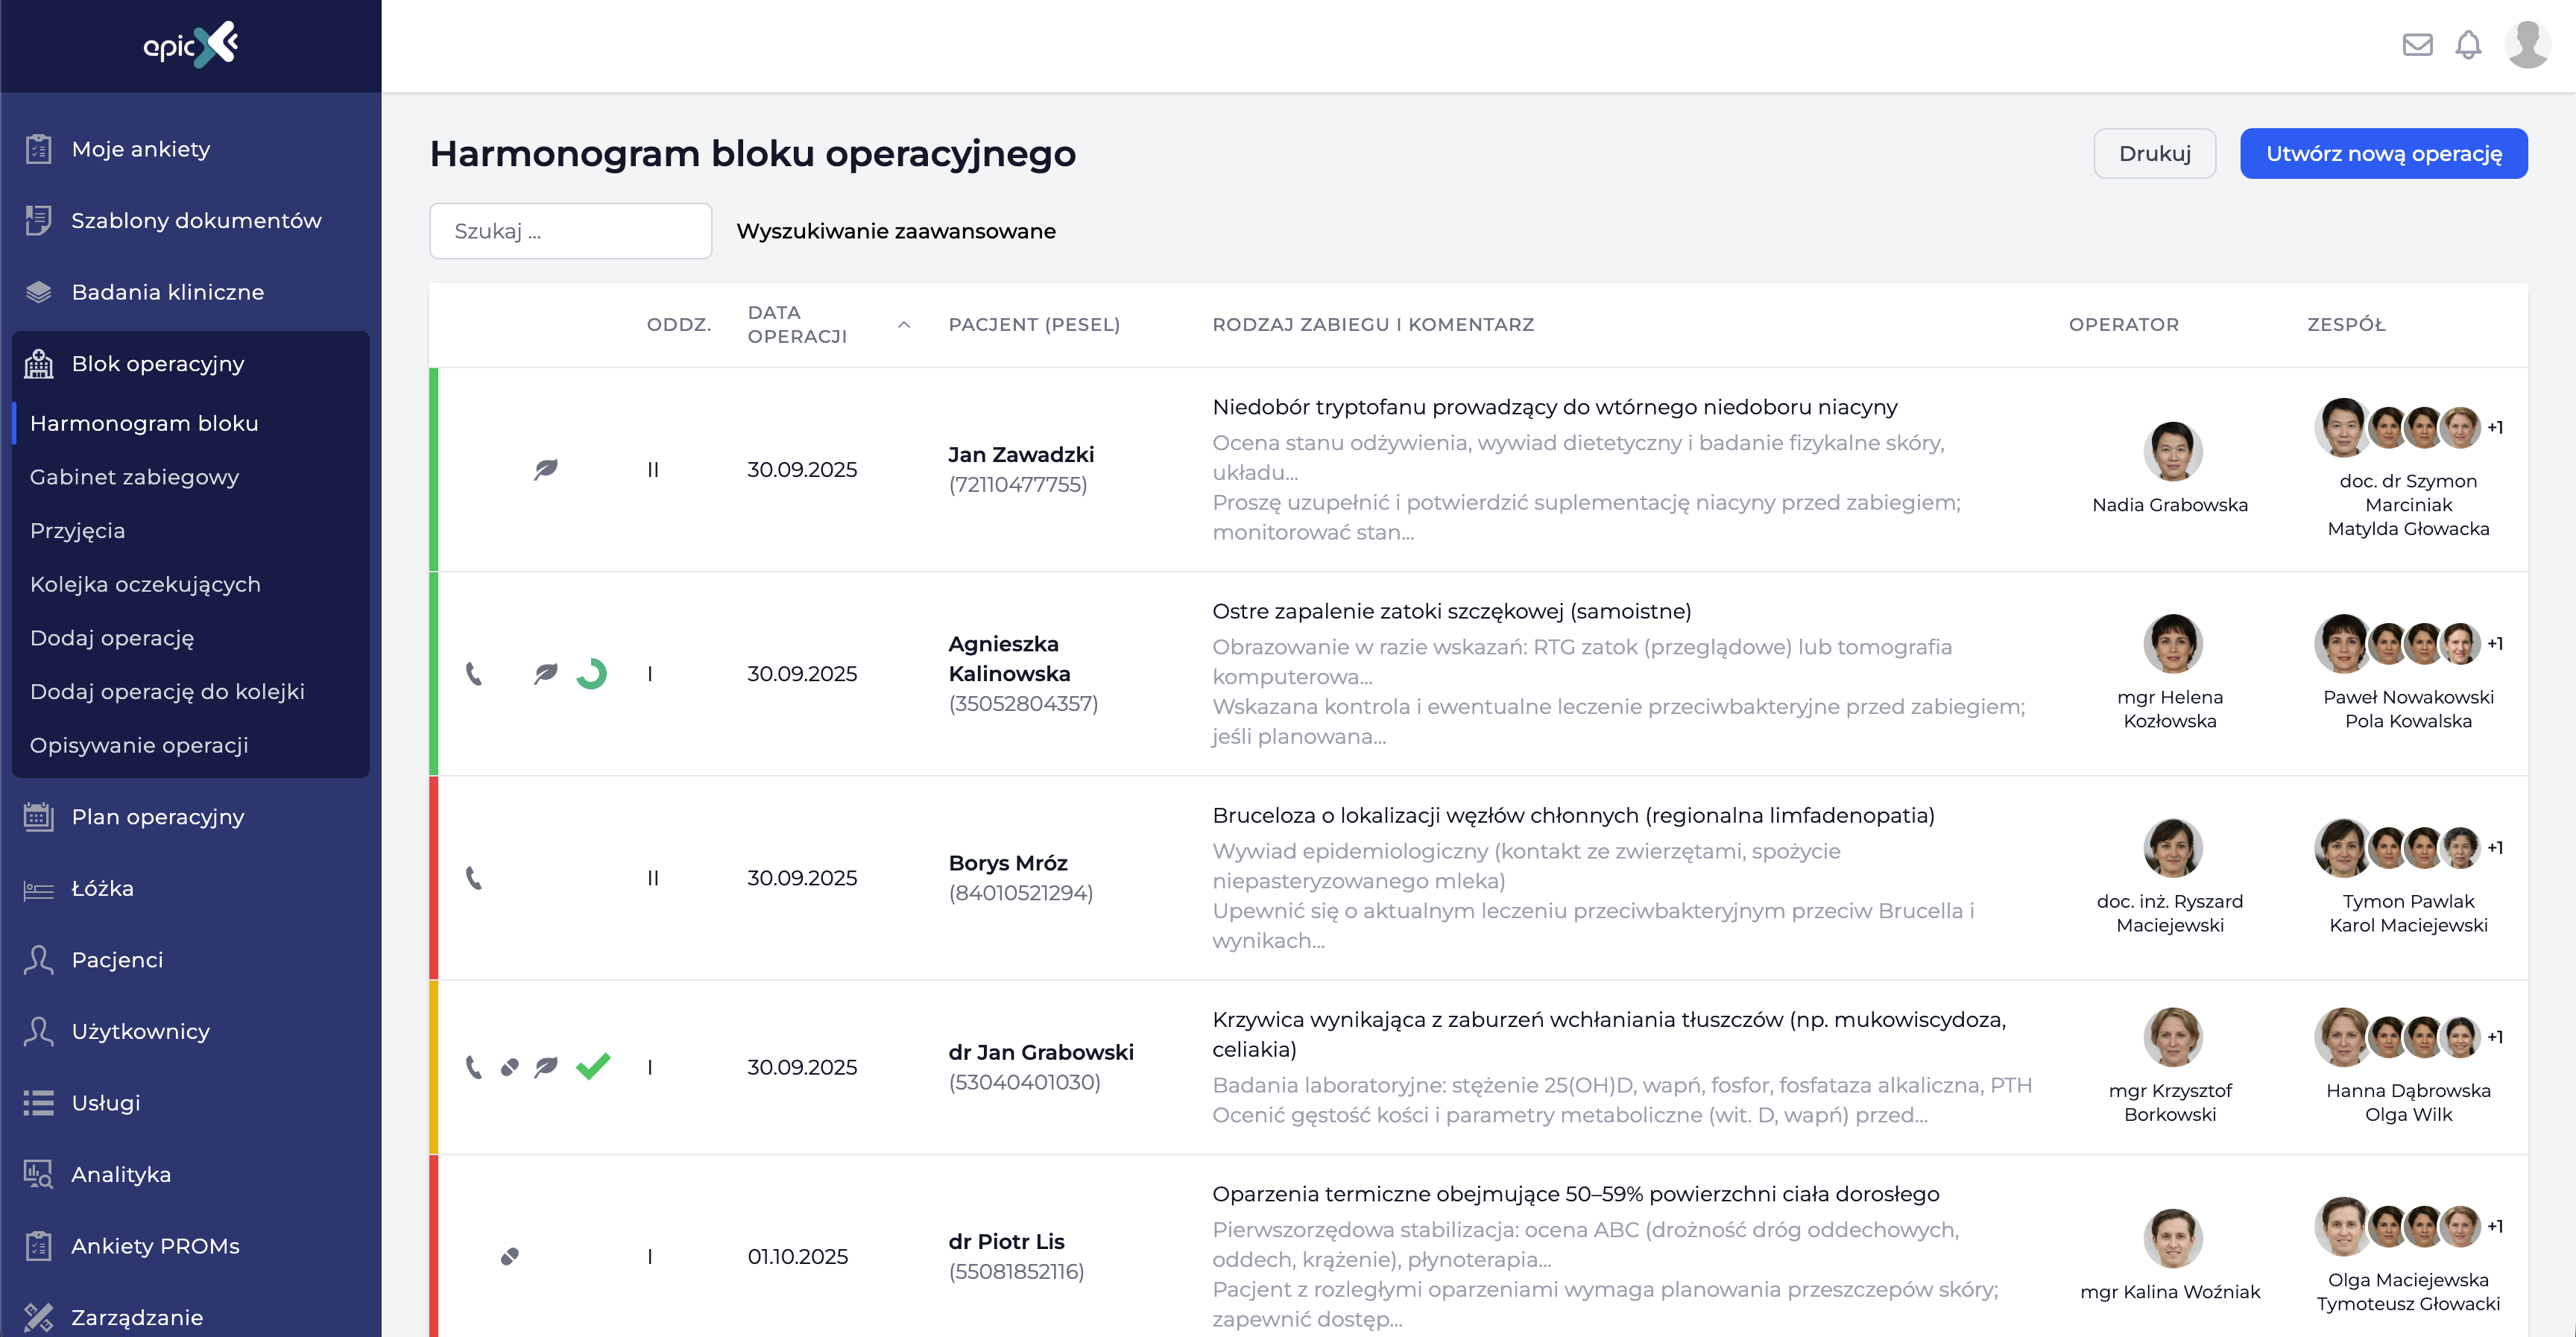 apic
Moje ankiety
Szablony dokumentów
Badania kliniczne
Blok operacyjny
Harmonogram bloku
Gabinet zabiegowy
Przyjęcia
Kolejka oczekujących
Dodaj operację
Dodaj operację do kolejki
Opisywanie operacji
Plan operacyjny
Łóżka
Pacjenci
Użytkownicy
Usługi
Analityka
Ankiety PROMs
Zarządzanie
Harmonogram bloku operacyjnego
Drukuj
Utwórz nową operację
Szukaj ...
Wyszukiwanie zaawansowane
ODDZ.
DATA
OPERACJI
PACJENT (PESEL)
RODZAJ ZABIEGU I KOMENTARZ
OPERATOR
ZESPÓŁ
II
30.09.2025
Jan Zawadzki
(72110477755)
Niedobór tryptofanu prowadzący do wtórnego niedoboru niacyny
Ocena stanu odżywienia, wywiad dietetyczny i badanie fizykalne skóry,
układu...
Proszę uzupełnić i potwierdzić suplementację niacyny przed zabiegiem;
monitorować stan...
Nadia Grabowska
+1
doc. dr Szymon
Marciniak
Matylda Głowacka
I
30.09.2025
Agnieszka
Kalinowska
(35052804357)
Ostre zapalenie zatoki szczękowej (samoistne)
Obrazowanie w razie wskazań: RTG zatok (przeglądowe) lub tomografia
komputerowa...
Wskazana kontrola i ewentualne leczenie przeciwbakteryjne przed zabiegiem;
jeśli planowana...
mgr Helena
Kozłowska
+1
Paweł Nowakowski
Pola Kowalska
II
30.09.2025
Borys Mróz
(84010521294)
Bruceloza o lokalizacji węzłów chłonnych (regionalna limfadenopatia)
Wywiad epidemiologiczny (kontakt ze zwierzętami, spożycie
niepasteryzowanego mleka)
Upewnić się o aktualnym leczeniu przeciwbakteryjnym przeciw Brucella i
wynikach...
doc. inż. Ryszard
Maciejewski
+1
Tymon Pawlak
Karol Maciejewski
I
30.09.2025
dr Jan Grabowski
(53040401030)
Krzywica wynikająca z zaburzeń wchłaniania tłuszczów (np. mukowiscydoza,
celiakia)
Badania laboratoryjne: stężenie 25(OH)D, wapń, fosfor, fosfataza alkaliczna, PTH
Ocenić gęstość kości i parametry metaboliczne (wit. D, wapń) przed...
mgr Krzysztof
Borkowski
+1
Hanna Dąbrowska
Olga Wilk
I
01.10.2025
dr Piotr Lis
(55081852116)
Oparzenia termiczne obejmujące 50–59% powierzchni ciała dorosłego
Pierwszorzędowa stabilizacja: ocena ABC (drożność dróg oddechowych,
oddech, krążenie), płynoterapia...
Pacjent z rozległymi oparzeniami wymaga planowania przeszczepów skóry;
zapewnić dostęp...
mgr Kalina Woźniak
+1
Olga Maciejewska
Tymoteusz Głowacki